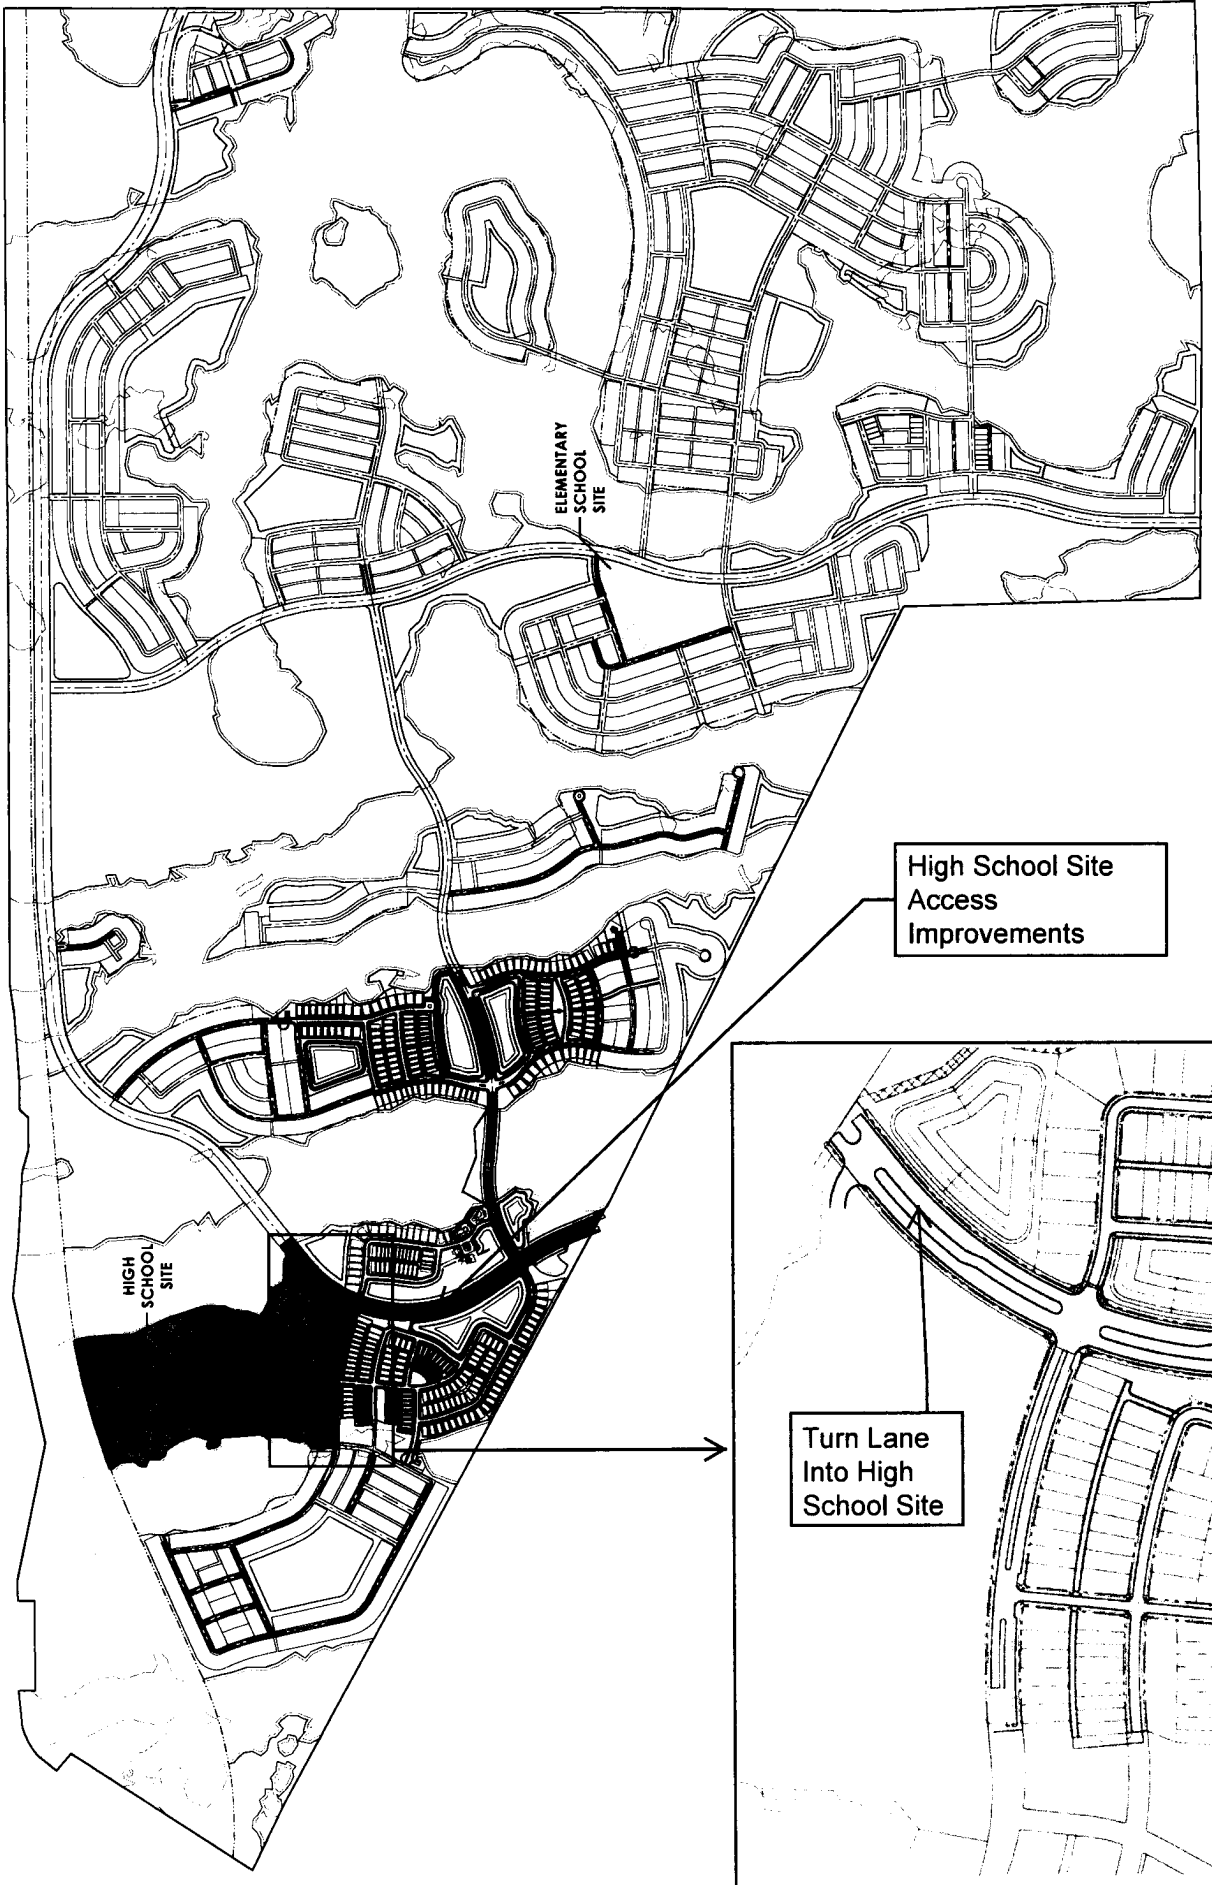 ELEMENTARY
SCHOOL
SITE
High School Site
Access
Improvements
HIGH
SCHOOL
SITE
Turn Lane
Into High
School Site